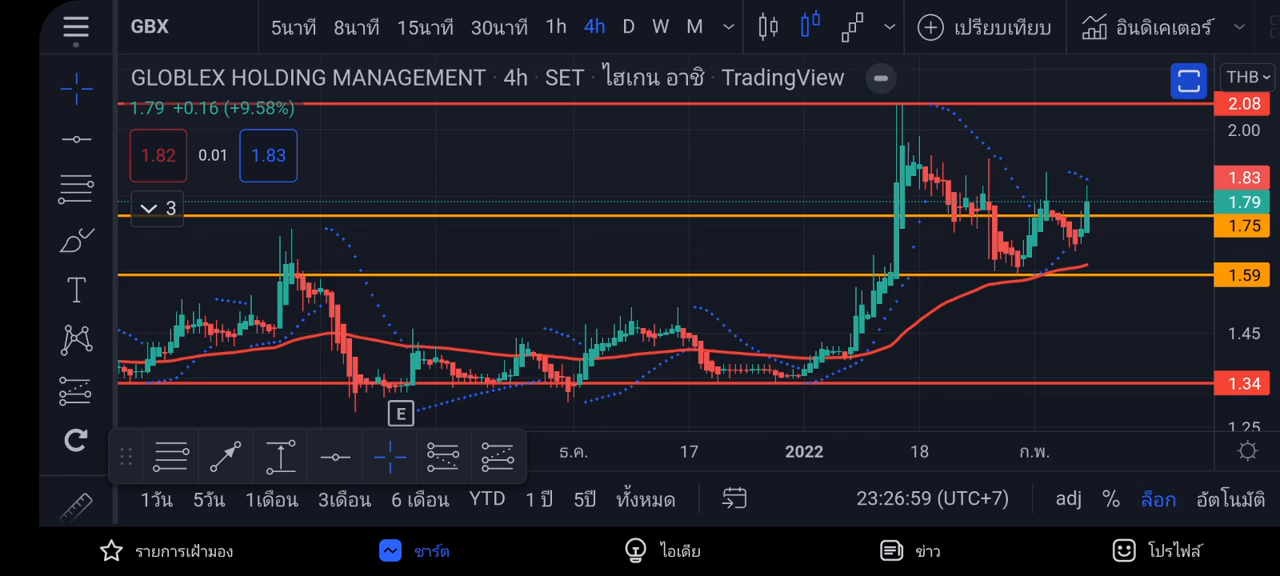 GBX 5นาที 8นาที 15นาที 30นาที 1h 4h D W M เปรียบเทียบ อินดิเคเตอร์
GLOBLEX HOLDING MANAGEMENT · 4h · SET · ไฮเกน อาชิ · TradingView
THB
1.79 +0.16 (+9.58%)
2.08
2.00
1.82 0.01 1.83
1.83
3
1.79
1.75
1.59
1.45
1.34
E
1.25
T
ธ.ค. 17 2022 18 ก.พ.
1วัน 5วัน 1เดือน 3เดือน 6 เดือน YTD 1 ปี 5ปี ทั้งหมด 23:26:59 (UTC+7) adj % ล็อก อัตโนมัติ
รายการเฝ้ามอง ชาร์ต ไอเดีย ข่าว โปรไฟล์